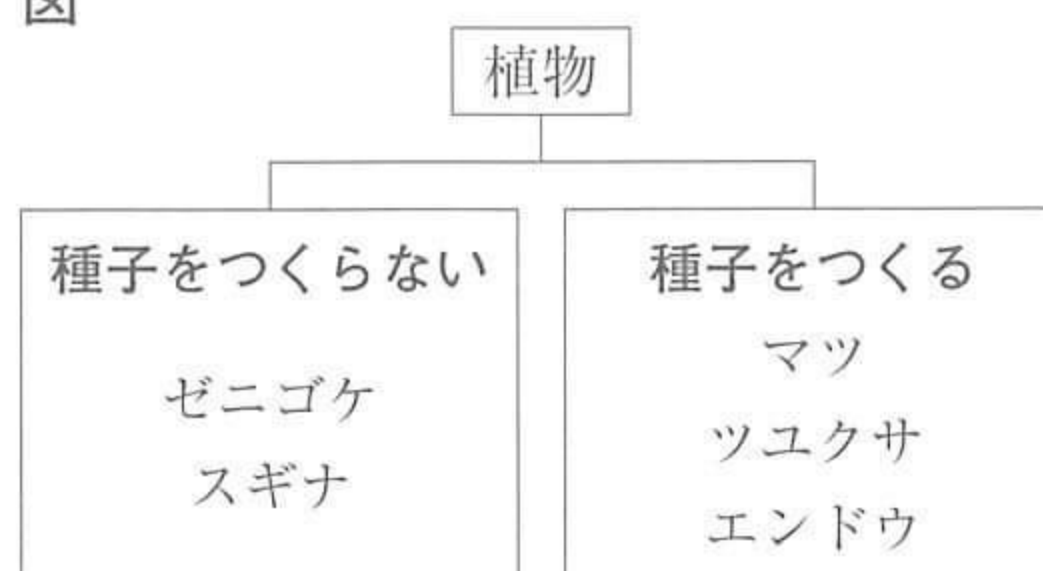 図
植物
種子をつくらない
ゼニゴケ
スギナ
種子をつくる
マツ
ツユクサ
エンドウ